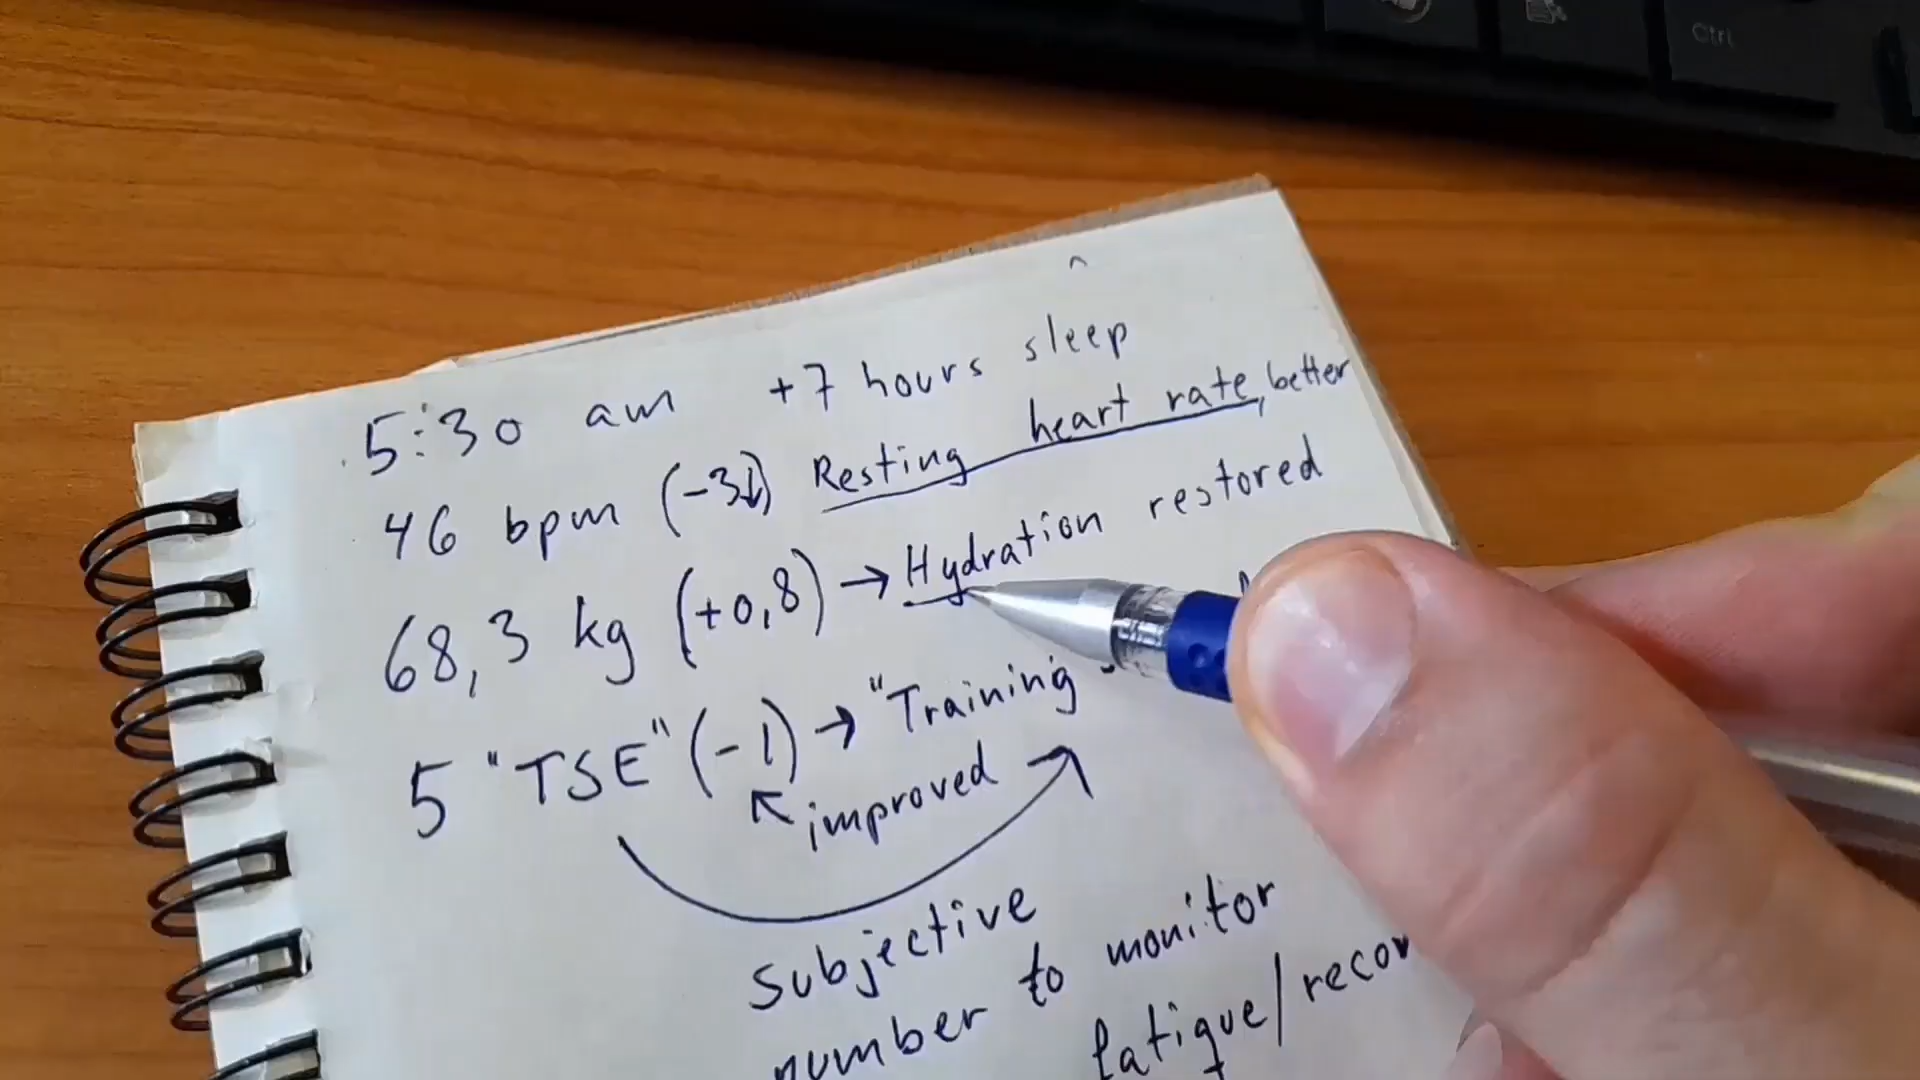 Ctrl
5:30 am +7 hours sleep
46 bpm (-3↓) Resting heart rate, better
68,3 kg (+0,8) → Hydration restored
5 "TSE" (-1) → "Training
improved
subjective
number to monitor
fatigue/